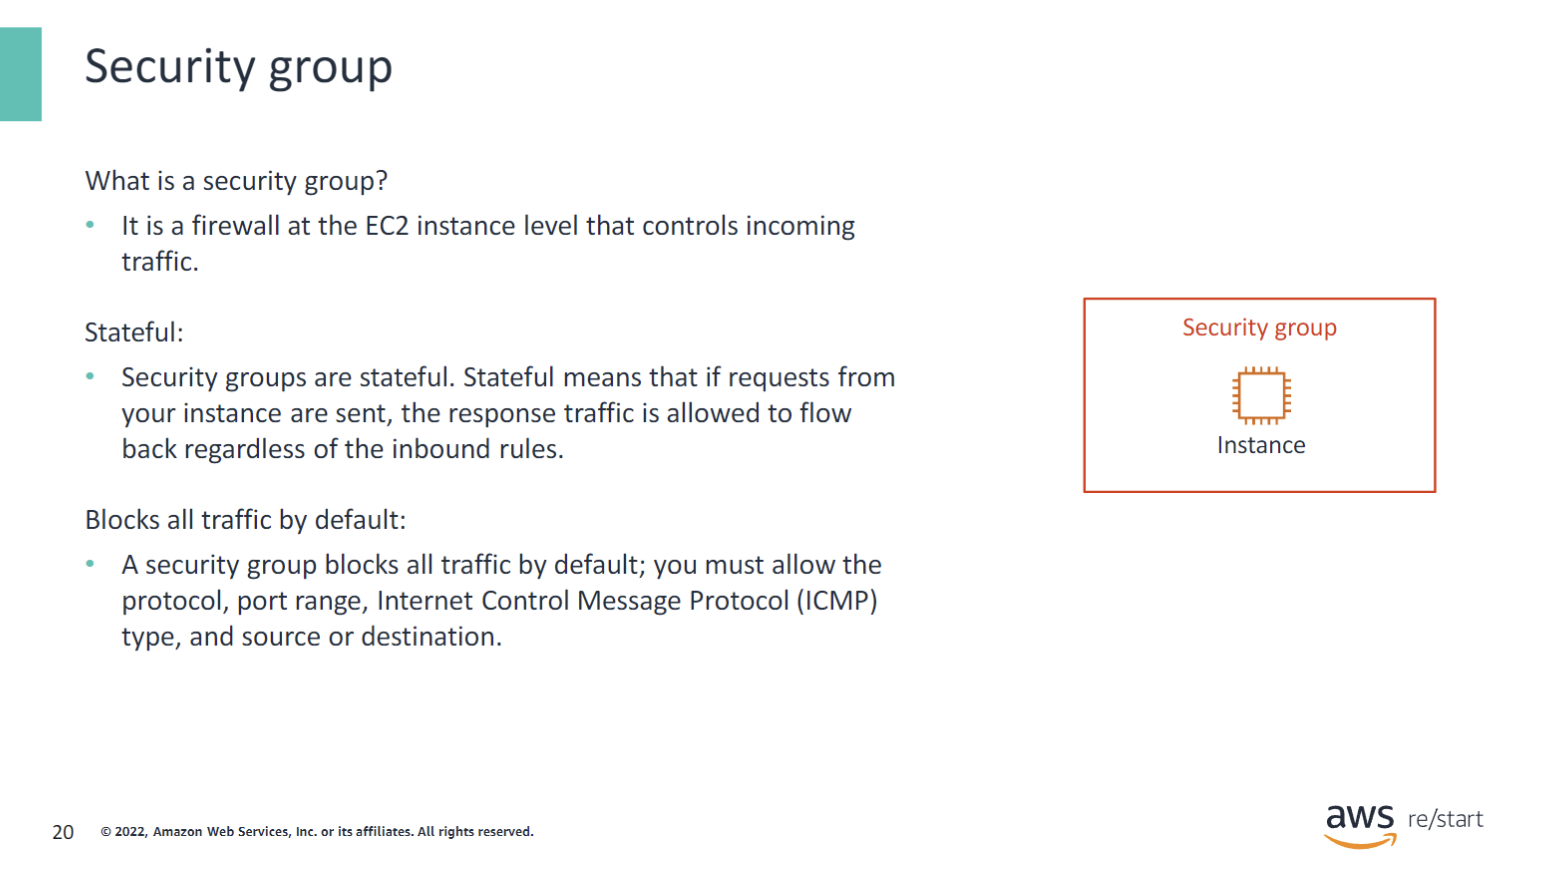 Security group
What is a security group?
• It is a firewall at the EC2 instance level that controls incoming
traffic.
Stateful:
• Security groups are stateful. Stateful means that if requests from
your instance are sent, the response traffic is allowed to flow
back regardless of the inbound rules.
Blocks all traffic by default:
• A security group blocks all traffic by default; you must allow the
protocol, port range, Internet Control Message Protocol (ICMP)
type, and source or destination.
Security group
Instance
20 © 2022, Amazon Web Services, Inc. or its affiliates. All rights reserved.
aws re/start